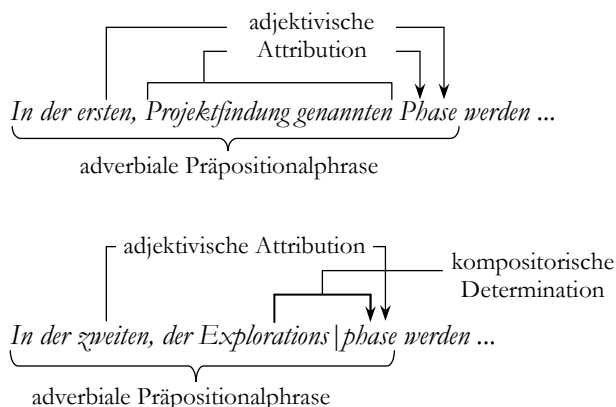 adjektivische
Attribution
In der ersten, Projektfindung genannten Phase werden ...
adverbiale Präpositionalphrase
adjektivische Attribution
kompositorische
Determination
In der zweiten, der Explorations|phase werden ...
adverbiale Präpositionalphrase